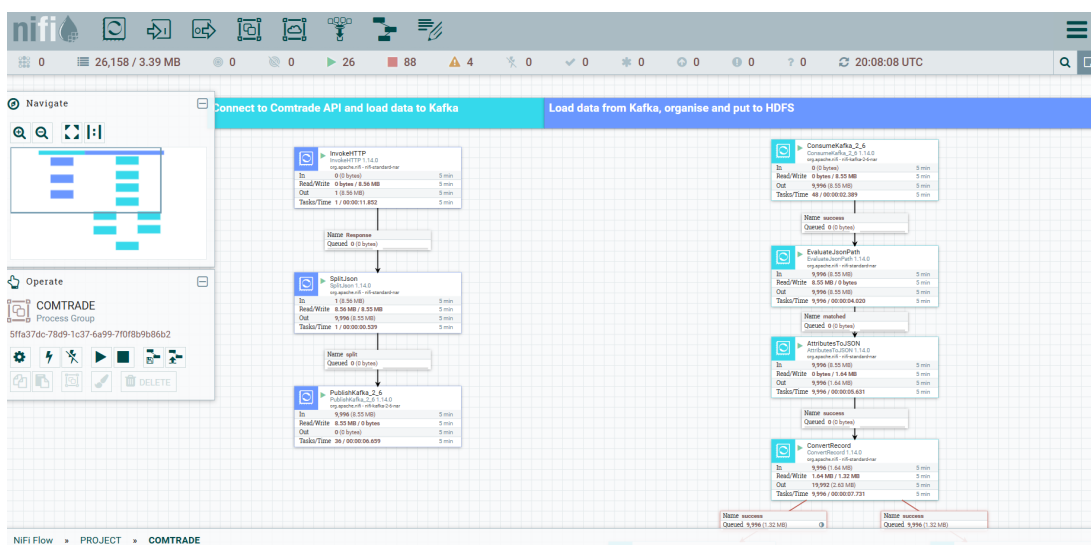 nifi
0 26,158 / 3.39 MB 0 0 26 88 4 0 0 0 0 0 ? 0 20:08:08 UTC
Navigate
Connect to Comtrade API and load data to Kafka
Load data from Kafka, organise and put to HDFS
Operate
COMTRADE
Process Group
5ffa37dc-78d9-1c37-6a99-7f0f8b9b86b2
DELETE
InvokeHTTP
InvokeHTTP 1.14.0
org.apache.nifi - nifi-standard-nar
In 0 (0 bytes) 5 min
Read/Write 0 bytes / 8.56 MB 5 min
Out 1 (8.56 MB) 5 min
Tasks/Time 1 / 00:00:11.852 5 min
Name Response
Queued 0 (0 bytes)
SplitJson
SplitJson 1.14.0
org.apache.nifi - nifi-standard-nar
In 1 (8.56 MB) 5 min
Read/Write 8.56 MB / 8.55 MB 5 min
Out 9,996 (8.55 MB) 5 min
Tasks/Time 1 / 00:00:00.539 5 min
Name split
Queued 0 (0 bytes)
PublishKafka_2_6
PublishKafka_2_6 1.14.0
org.apache.nifi - nifi-kafka-2-6-nar
In 9,996 (8.55 MB) 5 min
Read/Write 8.55 MB / 0 bytes 5 min
Out 0 (0 bytes) 5 min
Tasks/Time 36 / 00:00:06.659 5 min
ConsumeKafka_2_6
ConsumeKafka_2_6 1.14.0
org.apache.nifi - nifi-kafka-2-6-nar
In 0 (0 bytes) 5 min
Read/Write 0 bytes / 8.55 MB 5 min
Out 9,996 (8.55 MB) 5 min
Tasks/Time 48 / 00:00:02.389 5 min
Name success
Queued 0 (0 bytes)
EvaluateJsonPath
EvaluateJsonPath 1.14.0
org.apache.nifi - nifi-standard-nar
In 9,996 (8.55 MB) 5 min
Read/Write 8.55 MB / 0 bytes 5 min
Out 9,996 (8.55 MB) 5 min
Tasks/Time 9,996 / 00:00:04.020 5 min
Name matched
Queued 0 (0 bytes)
AttributesToJSON
AttributesToJSON 1.14.0
org.apache.nifi - nifi-standard-nar
In 9,996 (8.55 MB) 5 min
Read/Write 0 bytes / 1.64 MB 5 min
Out 9,996 (1.64 MB) 5 min
Tasks/Time 9,996 / 00:00:05.631 5 min
Name success
Queued 0 (0 bytes)
ConvertRecord
ConvertRecord 1.14.0
org.apache.nifi - nifi-standard-nar
In 9,996 (1.64 MB) 5 min
Read/Write 1.64 MB / 1.32 MB 5 min
Out 19,992 (2.63 MB) 5 min
Tasks/Time 9,996 / 00:00:07.731 5 min
Name success
Queued 9,996 (1.32 MB)
Name success
Queued 9,996 (1.32 MB)
NiFi Flow » PROJECT » COMTRADE